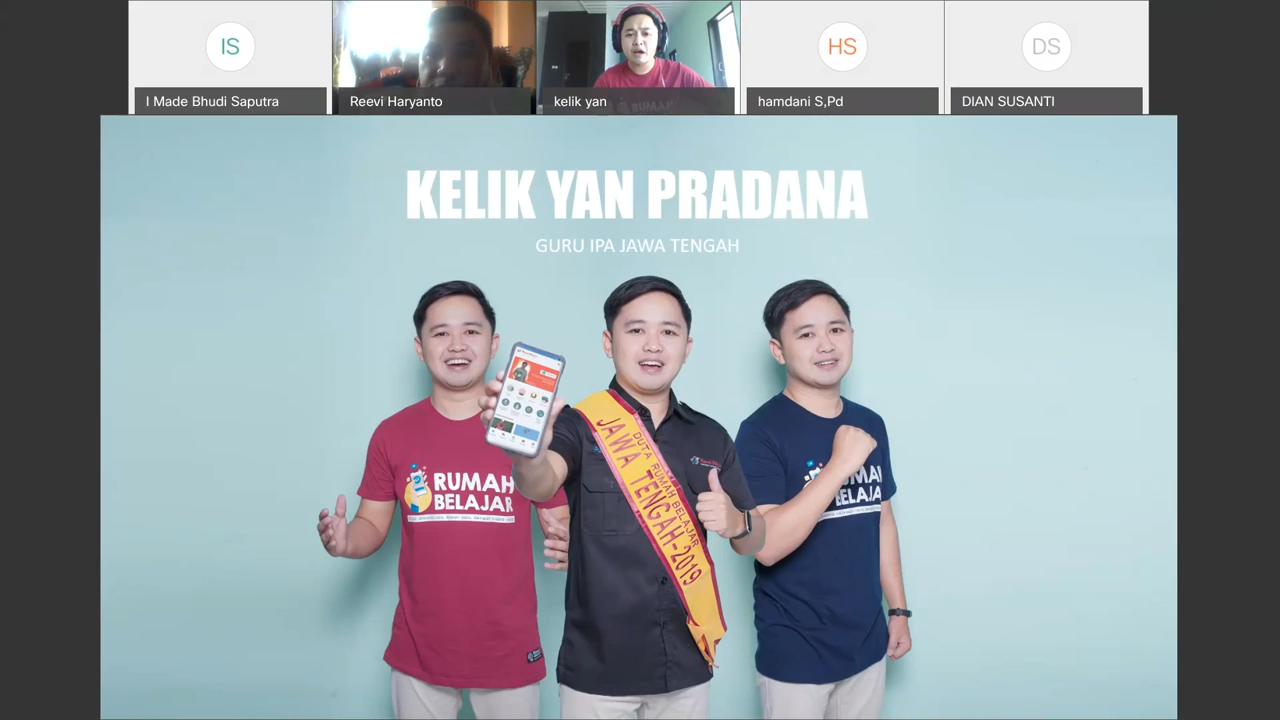 IS
HS
DS
I Made Bhudi Saputra
Reevi Haryanto
kelik yan
hamdani S,Pd
DIAN SUSANTI
RUMAH
KELIK YAN PRADANA
GURU IPA JAWA TENGAH
RUMAH
BELAJAR
DUTA RUMAH BELAJAR
JAWA TENGAH-2019
RUMAH
BELAJAR